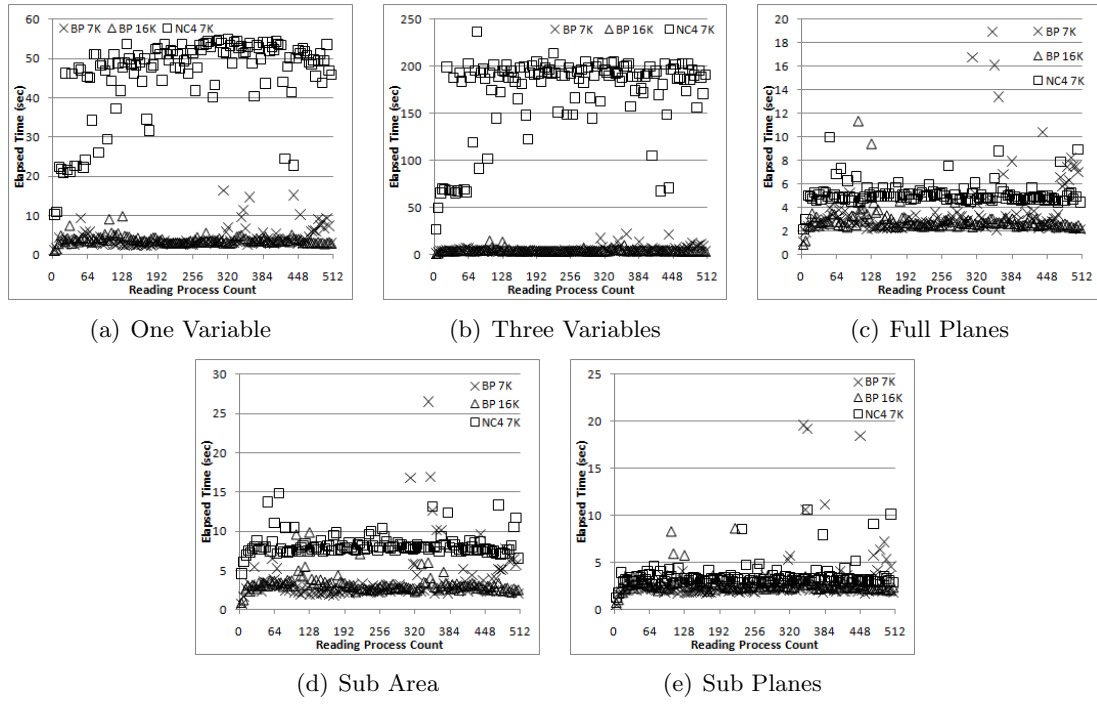 BP 7K BP 16K NC4 7K
60
50
40
30
20
10
0
Elapsed Time (sec)
0 64 128 192 256 320 384 448 512
Reading Process Count
(a) One Variable
BP 7K BP 16K NC4 7K
250
200
150
100
50
0
Elapsed Time (sec)
0 64 128 192 256 320 384 448 512
Reading Process Count
(b) Three Variables
BP 7K
BP 16K
NC4 7K
20
18
16
14
12
10
8
6
4
2
0
Elapsed Time (sec)
0 64 128 192 256 320 384 448 512
Reading Process Count
(c) Full Planes
BP 7K
BP 16K
NC4 7K
30
25
20
15
10
5
0
Elapsed Time (sec)
0 64 128 192 256 320 384 448 512
Reading Process Count
(d) Sub Area
BP 7K
BP 16K
NC4 7K
25
20
15
10
5
0
Elapsed Time (sec)
0 64 128 192 256 320 384 448 512
Reading Process Count
(e) Sub Planes